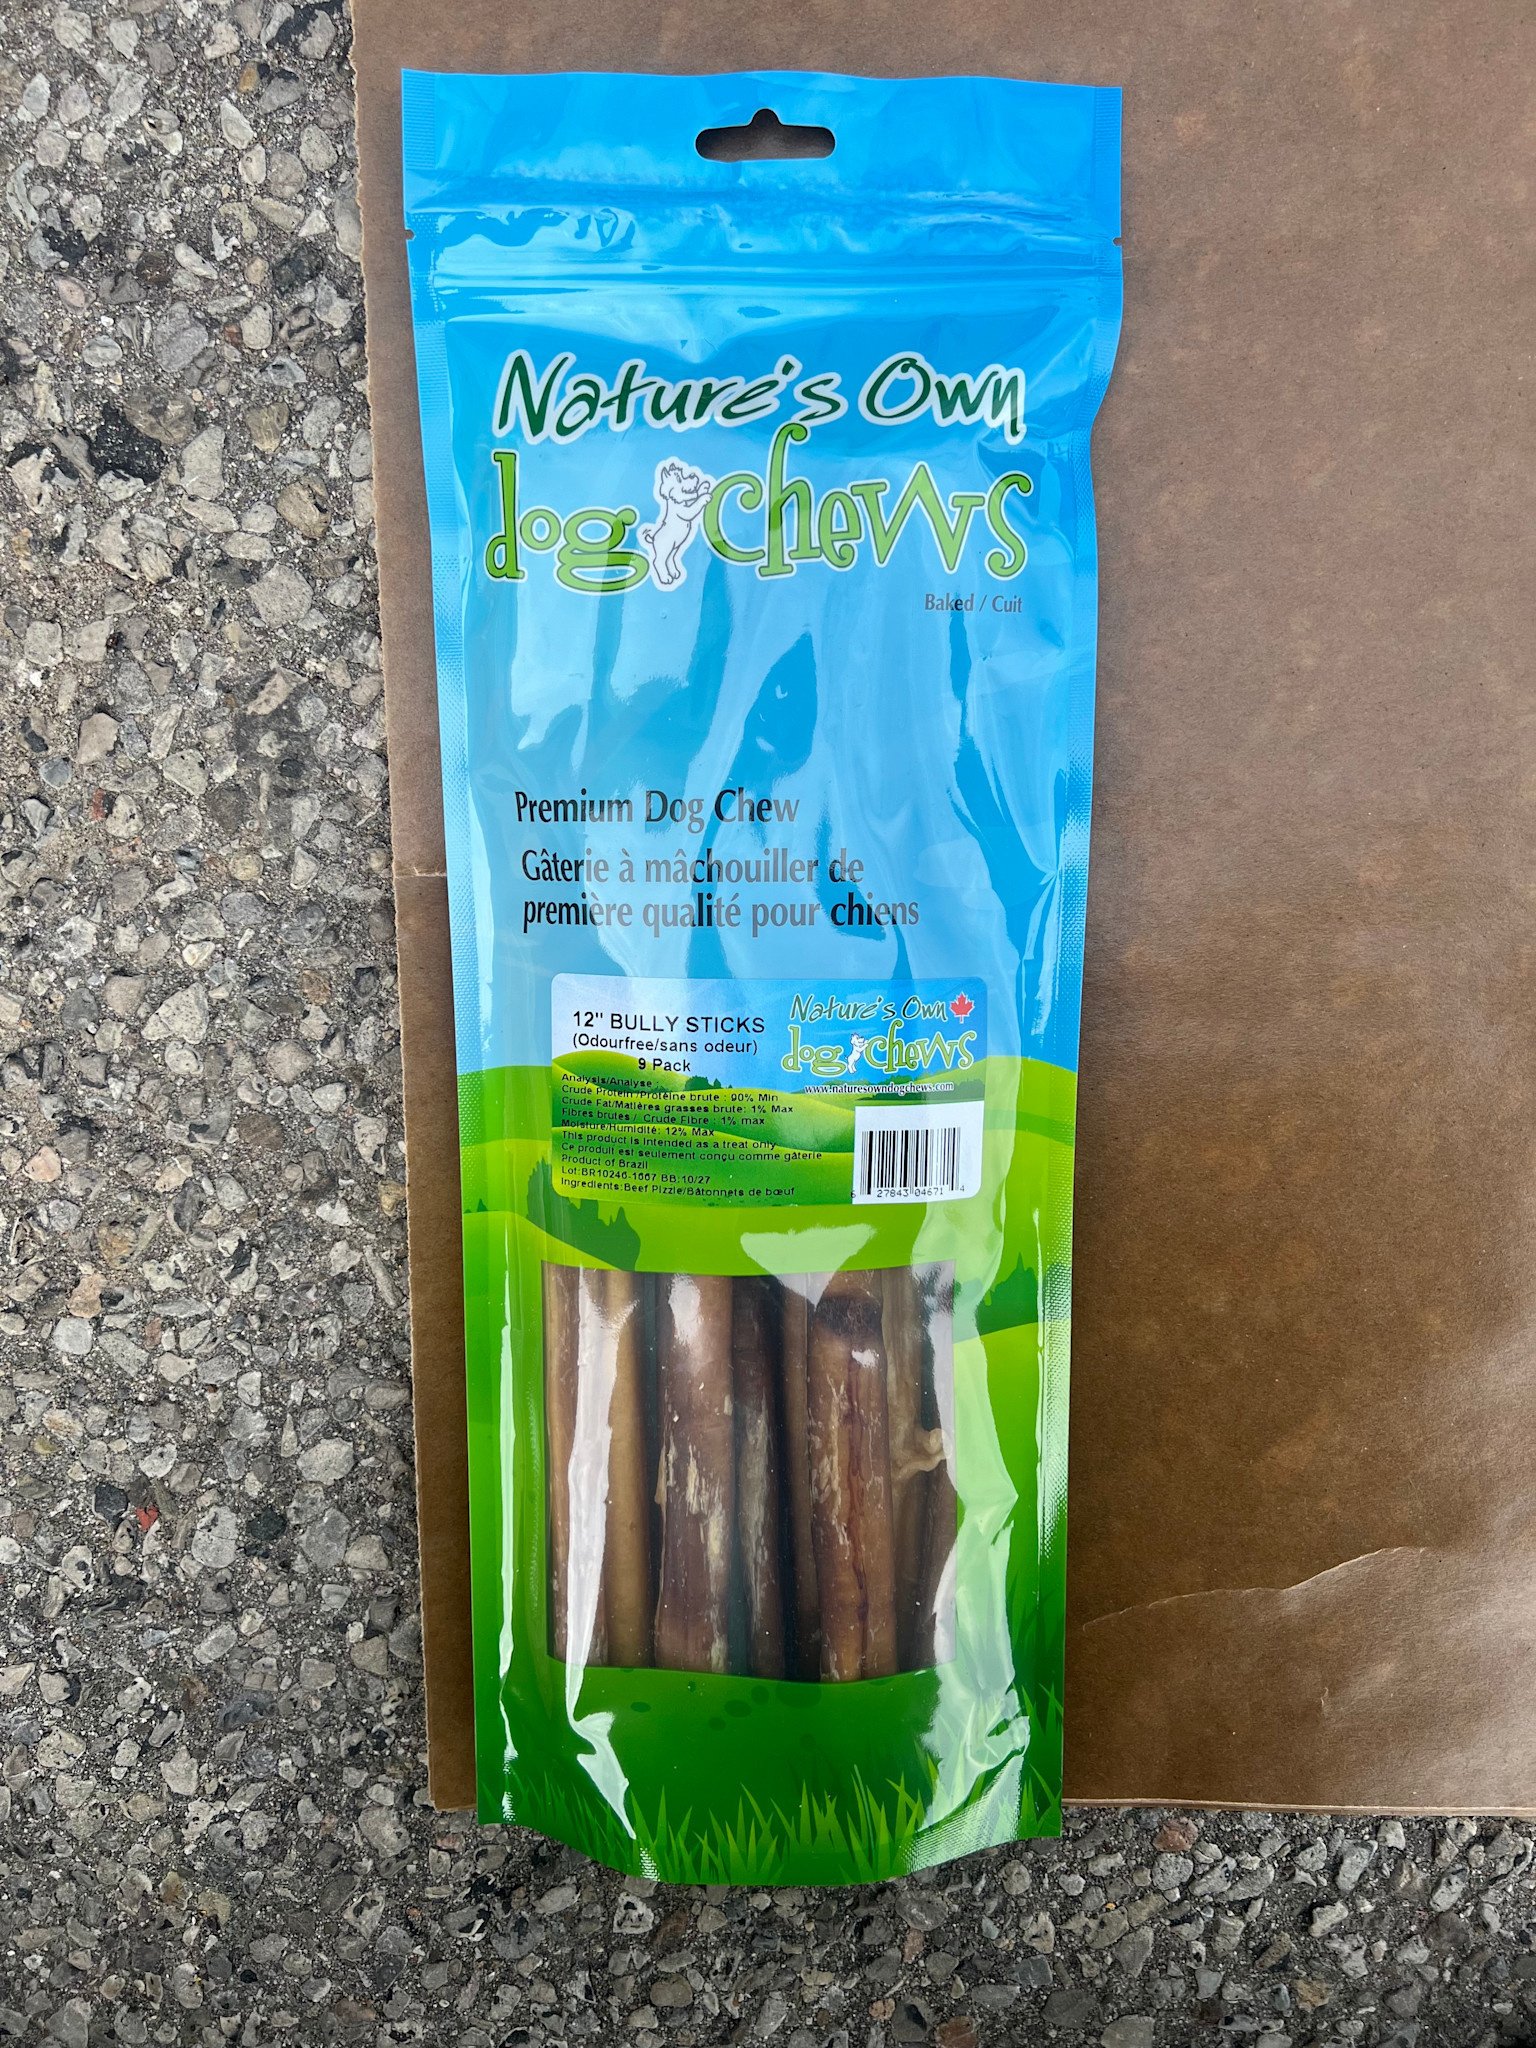 Nature's Own
dog chews
Baked / Cuit
Premium Dog Chew
Gâterie à mâchouiller de
première qualité pour chiens
12" BULLY STICKS
(Odourfree/sans odeur)
9 Pack
Nature's Own
dog chews
www.naturesowndogchews.com
Analysis/Analyse
Crude Protein/Protéine brute : 90% Min
Crude Fat/Matières grasses brute: 1% Max
Fibres brutes / Crude Fibre : 1% max
Moisture/Humidité: 12% Max
This product is intended as a treat only
Ce produit est seulement conçu comme gâterie
Product of Brazil
Lot:BR10246-1667 BB:10/27
Ingredients:Beef Pizzle/Bâtonnets de bœuf
6 27843 04671 4